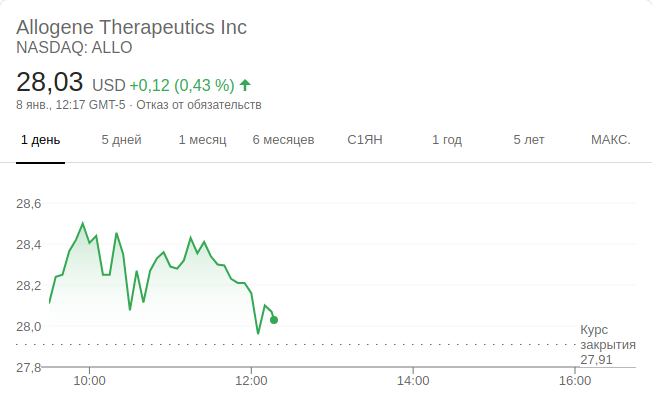 Allogene Therapeutics Inc
NASDAQ: ALLO
28,03 USD +0,12 (0,43 %)
8 янв., 12:17 GMT-5 · Отказ от обязательств
1 день 5 дней 1 месяц 6 месяцев С1ЯН 1 год 5 лет МАКС.
28,6
28,4
28,2
28,0
Курс
закрытия
27,91
27,8
10:00 12:00 14:00 16:00